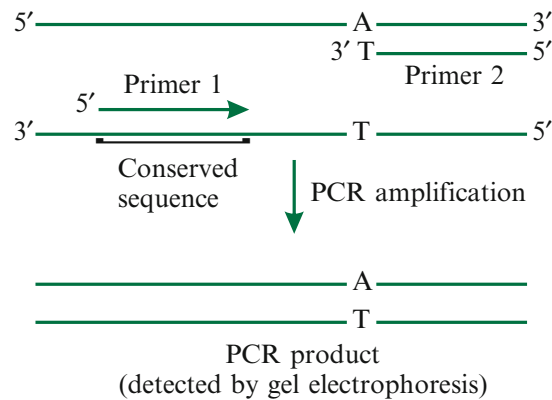 5′ A 3′
3′ T 5′
Primer 1 Primer 2
5′
3′ T 5′
Conserved
sequence
PCR amplification
A
T
PCR product
(detected by gel electrophoresis)